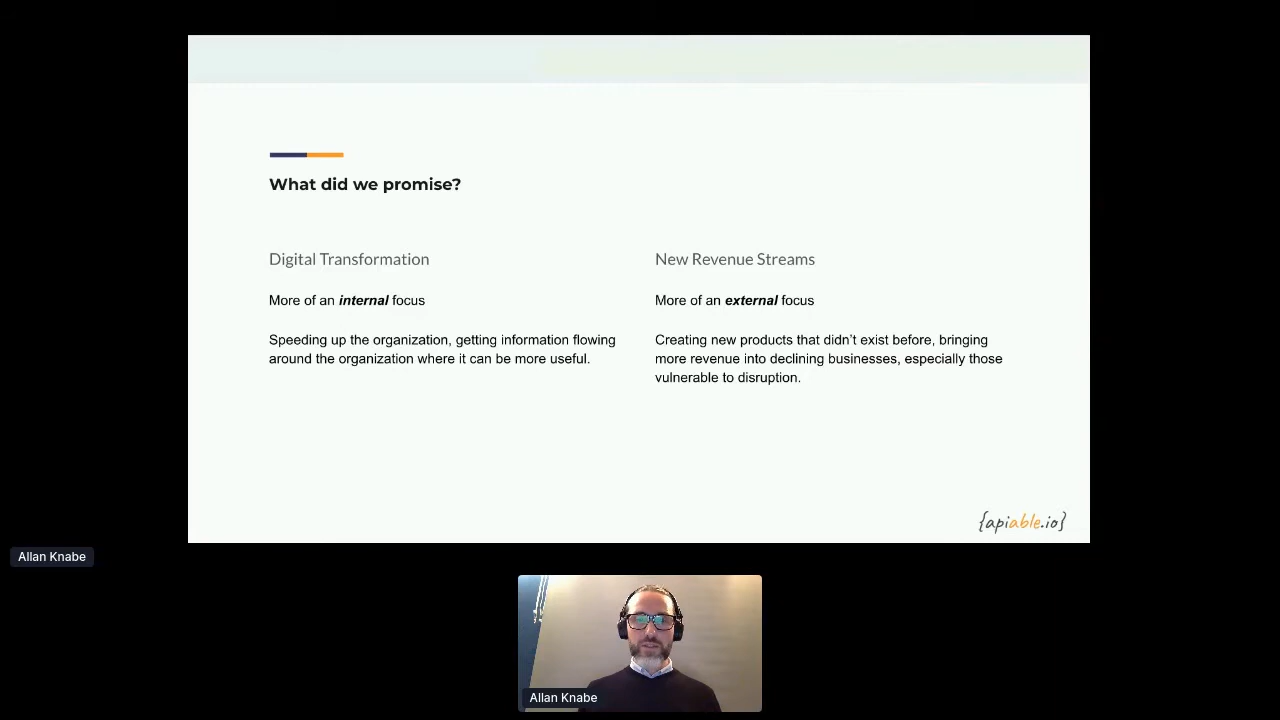 What did we promise?
Digital Transformation
More of an internal focus
Speeding up the organization, getting information flowing
around the organization where it can be more useful.
New Revenue Streams
More of an external focus
Creating new products that didn’t exist before, bringing
more revenue into declining businesses, especially those
vulnerable to disruption.
{apiable.io}
Allan Knabe
Allan Knabe